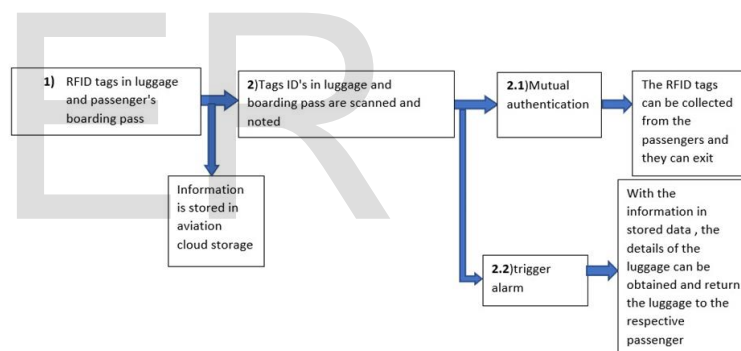 ER
1) RFID tags in luggage
and passenger's
boarding pass
2)Tags ID's in luggage and
boarding pass are scanned and
noted
2.1)Mutual
authentication
The RFID tags
can be collected
from the
passengers and
they can exit
Information
is stored in
aviation
cloud storage
2.2)trigger
alarm
With the
information in
stored data , the
details of the
luggage can be
obtained and return
the luggage to the
respective
passenger